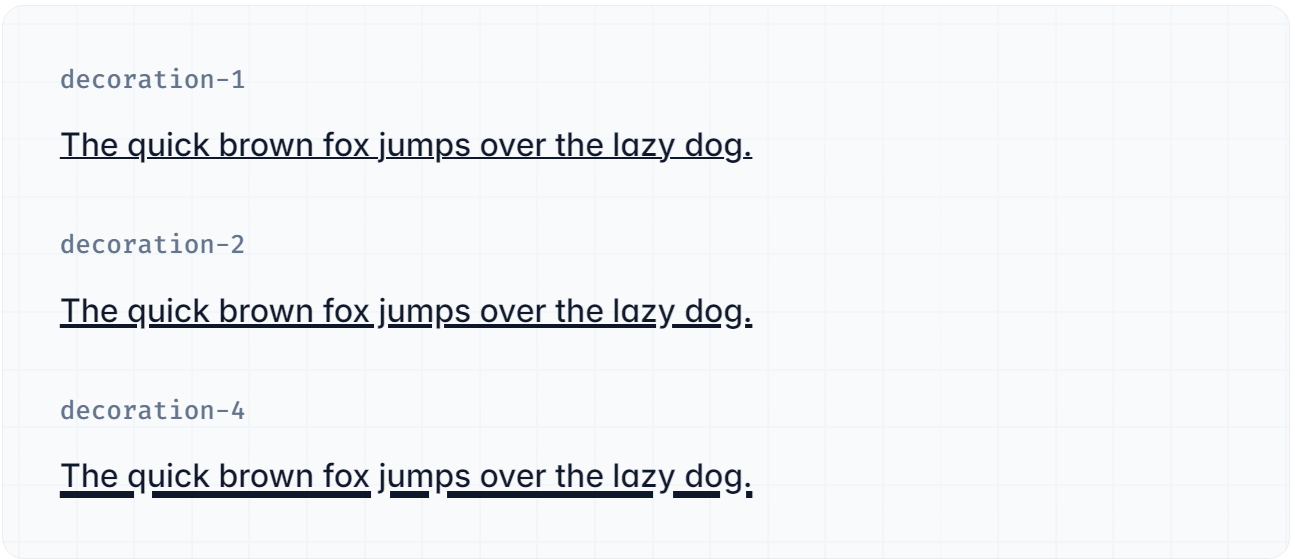 decoration-1
The quick brown fox jumps over the lazy dog.
decoration-2
The quick brown fox jumps over the lazy dog.
decoration-4
The quick brown fox jumps over the lazy dog.